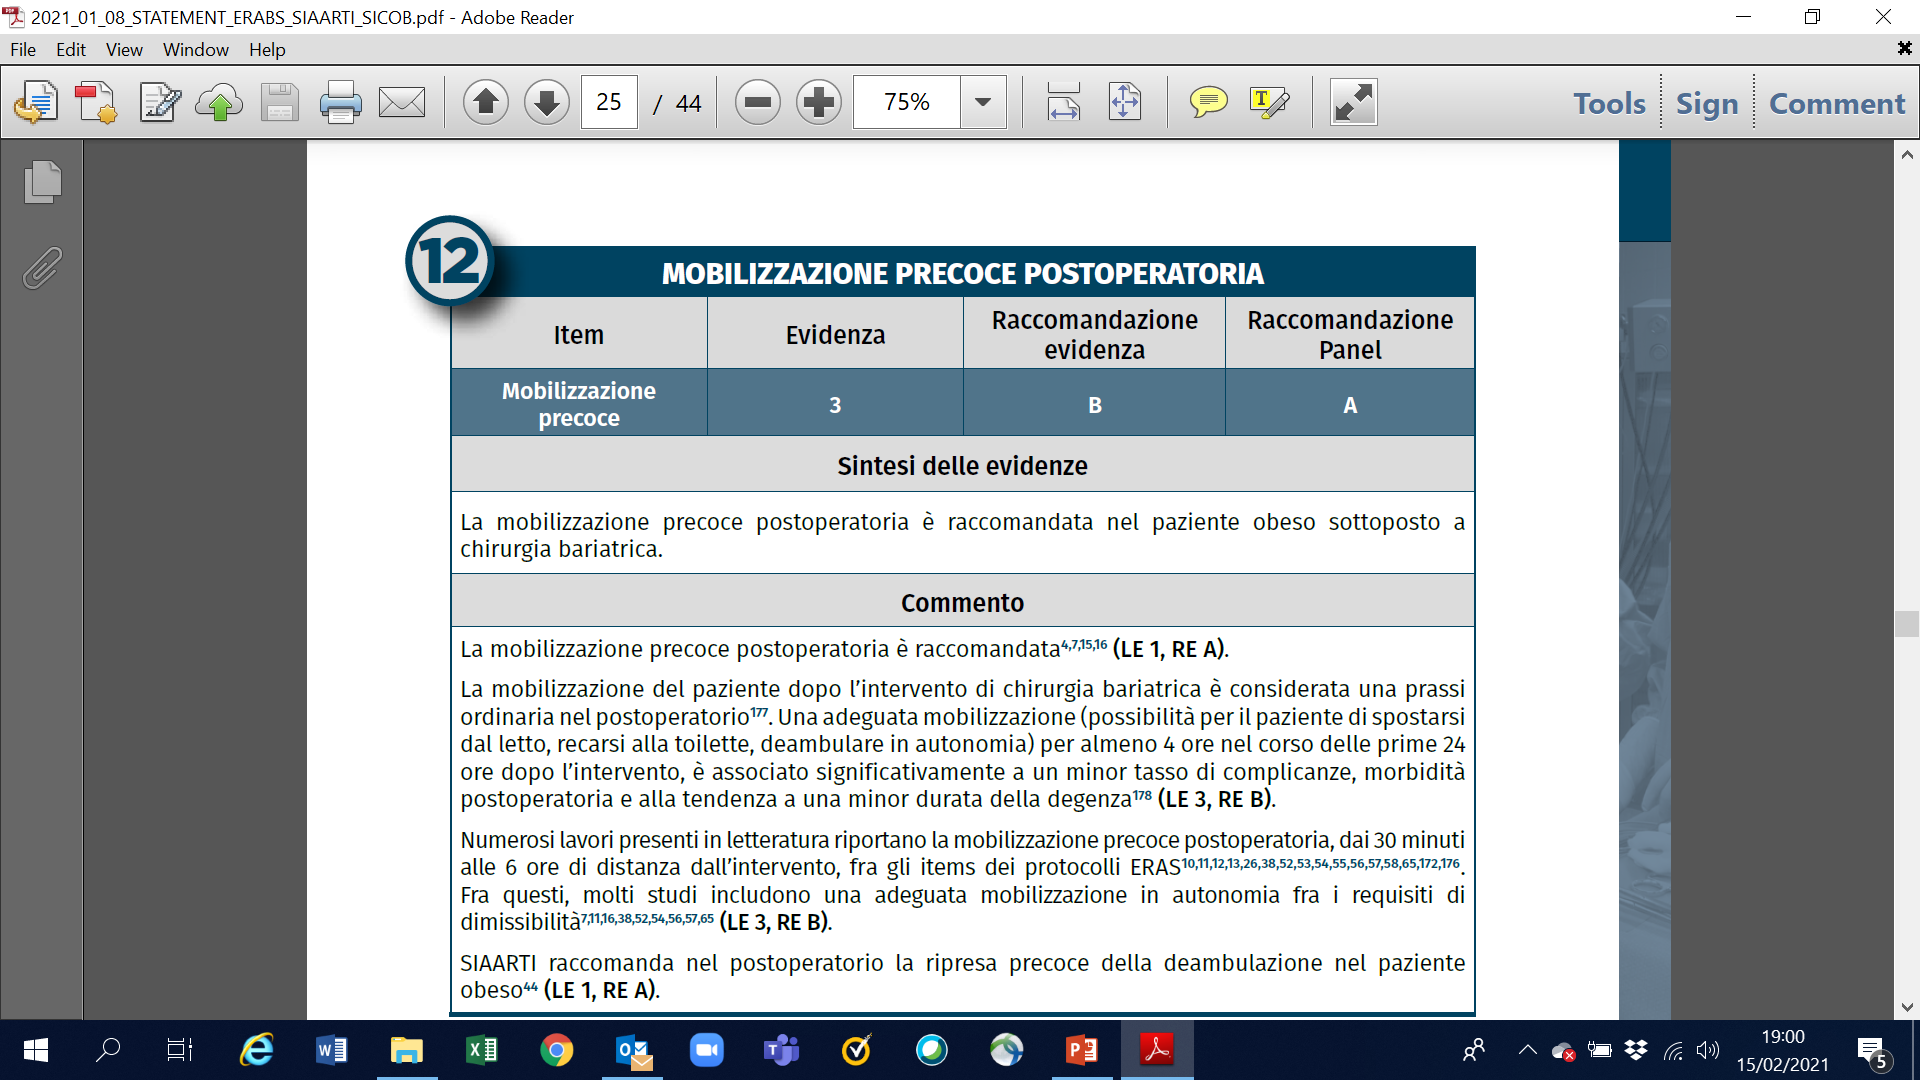 2021_01_08_STATEMENT_ERABS_SIAARTI_SICOB.pdf - Adobe Reader
File Edit View Window Help
25 / 44 75% Tools Sign Comment
12
MOBILIZZAZIONE PRECOCE POSTOPERATORIA
Item Evidenza Raccomandazione evidenza Raccomandazione Panel
Mobilizzazione precoce 3 B A
Sintesi delle evidenze
La mobilizzazione precoce postoperatoria è raccomandata nel paziente obeso sottoposto a
chirurgia bariatrica.
Commento
La mobilizzazione precoce postoperatoria è raccomandata4,7,15,16 (LE 1, RE A).
La mobilizzazione del paziente dopo l’intervento di chirurgia bariatrica è considerata una prassi
ordinaria nel postoperatorio177. Una adeguata mobilizzazione (possibilità per il paziente di spostarsi
dal letto, recarsi alla toilette, deambulare in autonomia) per almeno 4 ore nel corso delle prime 24
ore dopo l’intervento, è associato significativamente a un minor tasso di complicanze, morbidità
postoperatoria e alla tendenza a una minor durata della degenza178 (LE 3, RE B).
Numerosi lavori presenti in letteratura riportano la mobilizzazione precoce postoperatoria, dai 30 minuti
alle 6 ore di distanza dall’intervento, fra gli items dei protocolli ERAS10,11,12,13,26,38,52,53,54,55,56,57,58,65,172,176.
Fra questi, molti studi includono una adeguata mobilizzazione in autonomia fra i requisiti di
dimissibilità7,11,16,38,52,54,56,57,65 (LE 3, RE B).
SIAARTI raccomanda nel postoperatorio la ripresa precoce della deambulazione nel paziente
obeso44 (LE 1, RE A).
19:00
15/02/2021
5